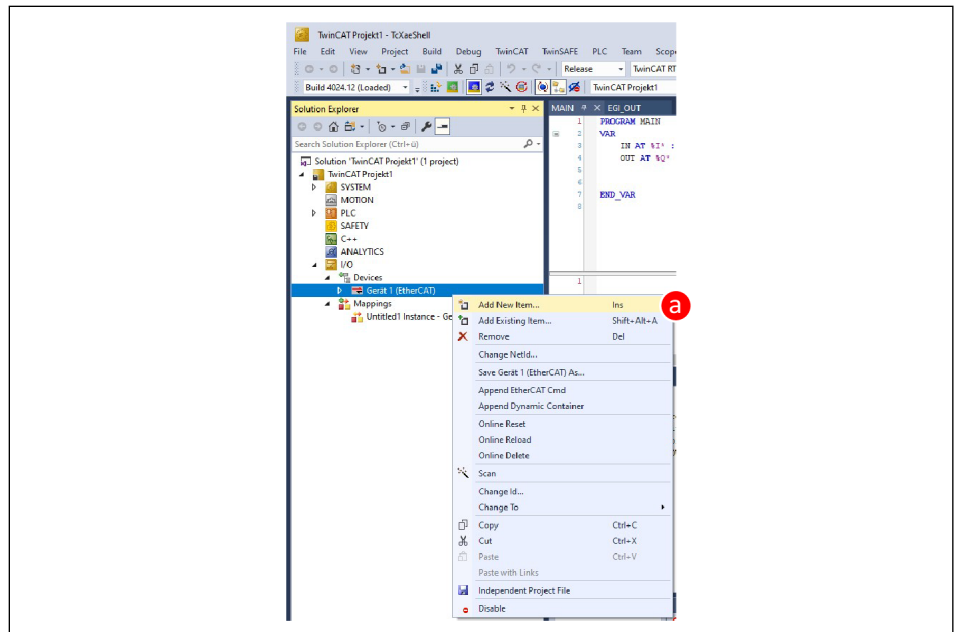 TwinCAT Projekt1 - TcXaeShell
File Edit View Project Build Debug TwinCAT TwinSAFE PLC Team Scop
Release TwinCAT RT
Build 4024.12 (Loaded) TwinCAT Projekt1
Solution Explorer
MAIN EGI_OUT
Search Solution Explorer (Ctrl+ü)
Solution 'TwinCAT Projekt1' (1 project)
TwinCAT Projekt1
SYSTEM
MOTION
PLC
SAFETY
C++
ANALYTICS
I/O
Devices
Gerät 1 (EtherCAT)
Mappings
Untitled1 Instance - Ge
1 PROGRAM MAIN
2 VAR
3 IN AT %I* :
4 OUT AT %Q*
5
6
7 END_VAR
8
1
Add New Item... Ins
a
Add Existing Item... Shift+Alt+A
Remove Del
Change NetId...
Save Gerät 1 (EtherCAT) As...
Append EtherCAT Cmd
Append Dynamic Container
Online Reset
Online Reload
Online Delete
Scan
Change Id...
Change To
Copy Ctrl+C
Cut Ctrl+X
Paste Ctrl+V
Paste with Links
Independent Project File
Disable